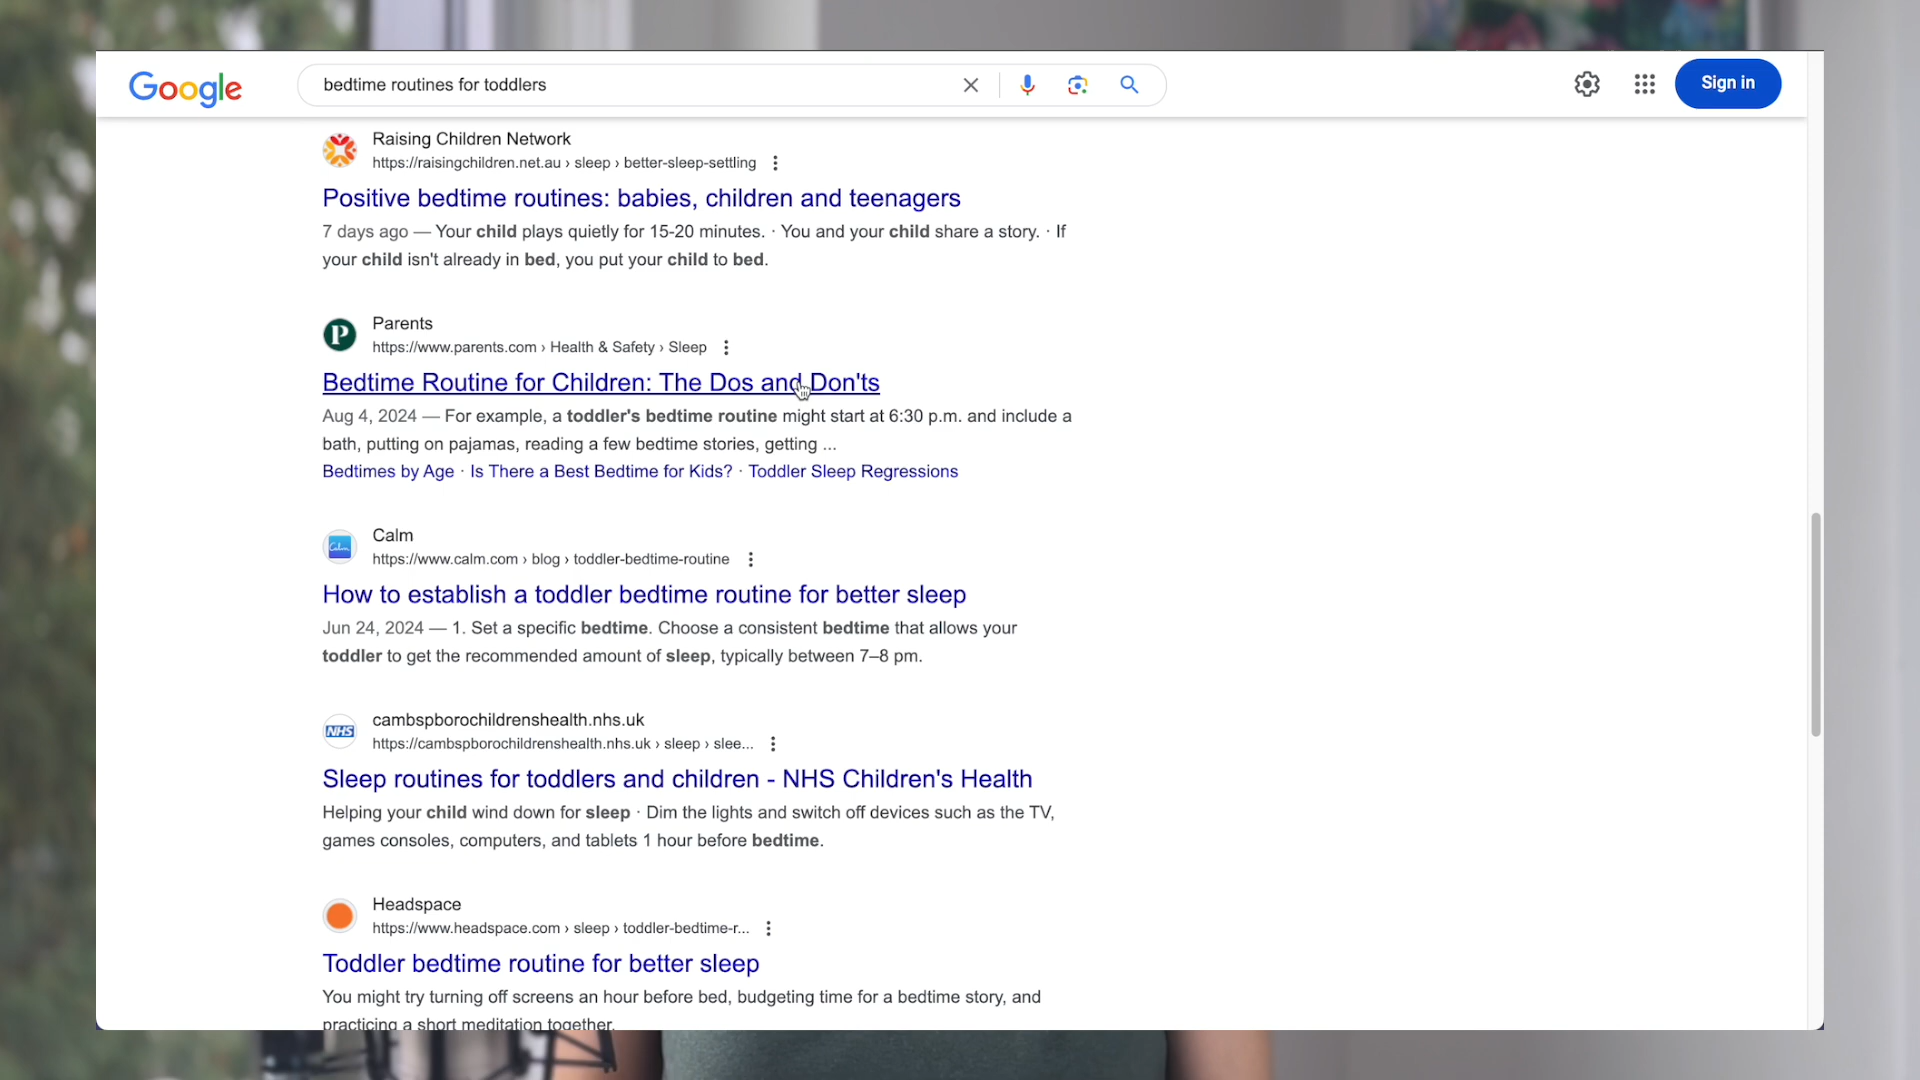 Google
bedtime routines for toddlers
Sign in
Raising Children Network
https://raisingchildren.net.au › sleep › better-sleep-settling
Positive bedtime routines: babies, children and teenagers
7 days ago — Your child plays quietly for 15-20 minutes. · You and your child share a story. · If
your child isn't already in bed, you put your child to bed.
P
Parents
https://www.parents.com › Health & Safety › Sleep
Bedtime Routine for Children: The Dos and Don'ts
Aug 4, 2024 — For example, a toddler's bedtime routine might start at 6:30 p.m. and include a
bath, putting on pajamas, reading a few bedtime stories, getting ...
Bedtimes by Age · Is There a Best Bedtime for Kids? · Toddler Sleep Regressions
Calm
Calm
https://www.calm.com › blog › toddler-bedtime-routine
How to establish a toddler bedtime routine for better sleep
Jun 24, 2024 — 1. Set a specific bedtime. Choose a consistent bedtime that allows your
toddler to get the recommended amount of sleep, typically between 7–8 pm.
NHS
cambspborochildrenshealth.nhs.uk
https://cambspborochildrenshealth.nhs.uk › sleep › slee...
Sleep routines for toddlers and children - NHS Children's Health
Helping your child wind down for sleep · Dim the lights and switch off devices such as the TV,
games consoles, computers, and tablets 1 hour before bedtime.
Headspace
https://www.headspace.com › sleep › toddler-bedtime-r...
Toddler bedtime routine for better sleep
You might try turning off screens an hour before bed, budgeting time for a bedtime story, and
practicing a short meditation together.